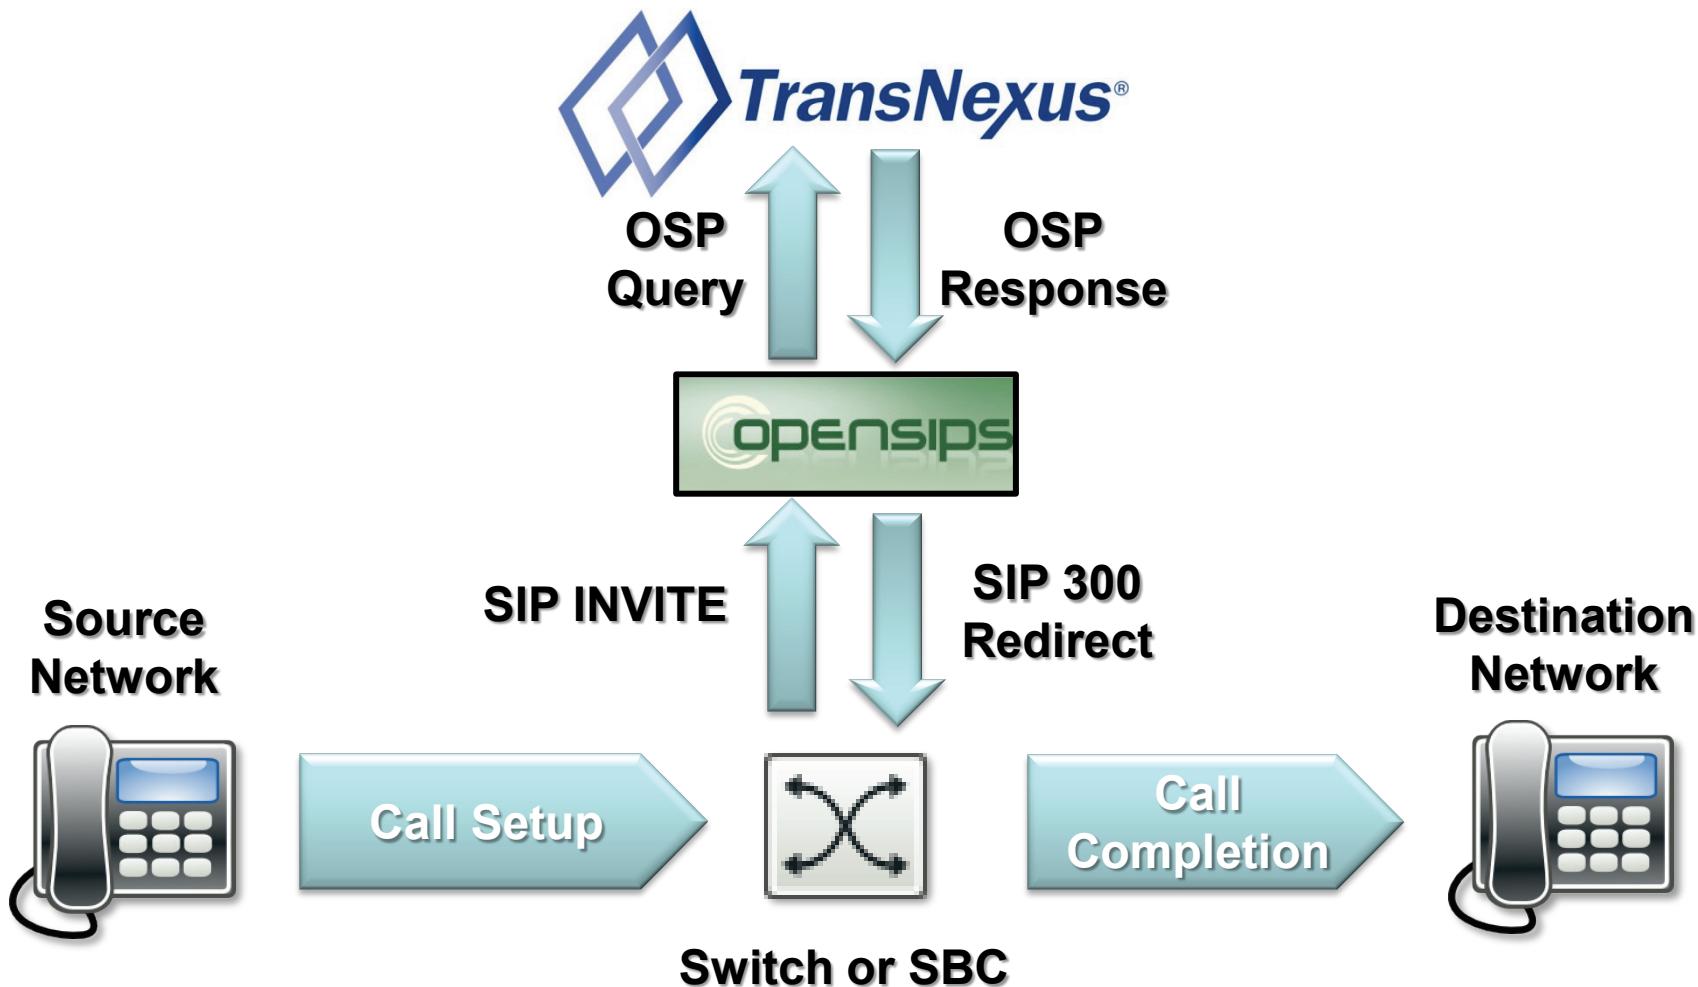 TransNexus®
OSP
Query
OSP
Response
opensips
SIP INVITE
SIP 300
Redirect
Source
Network
Destination
Network
Call Setup
Call
Completion
Switch or SBC